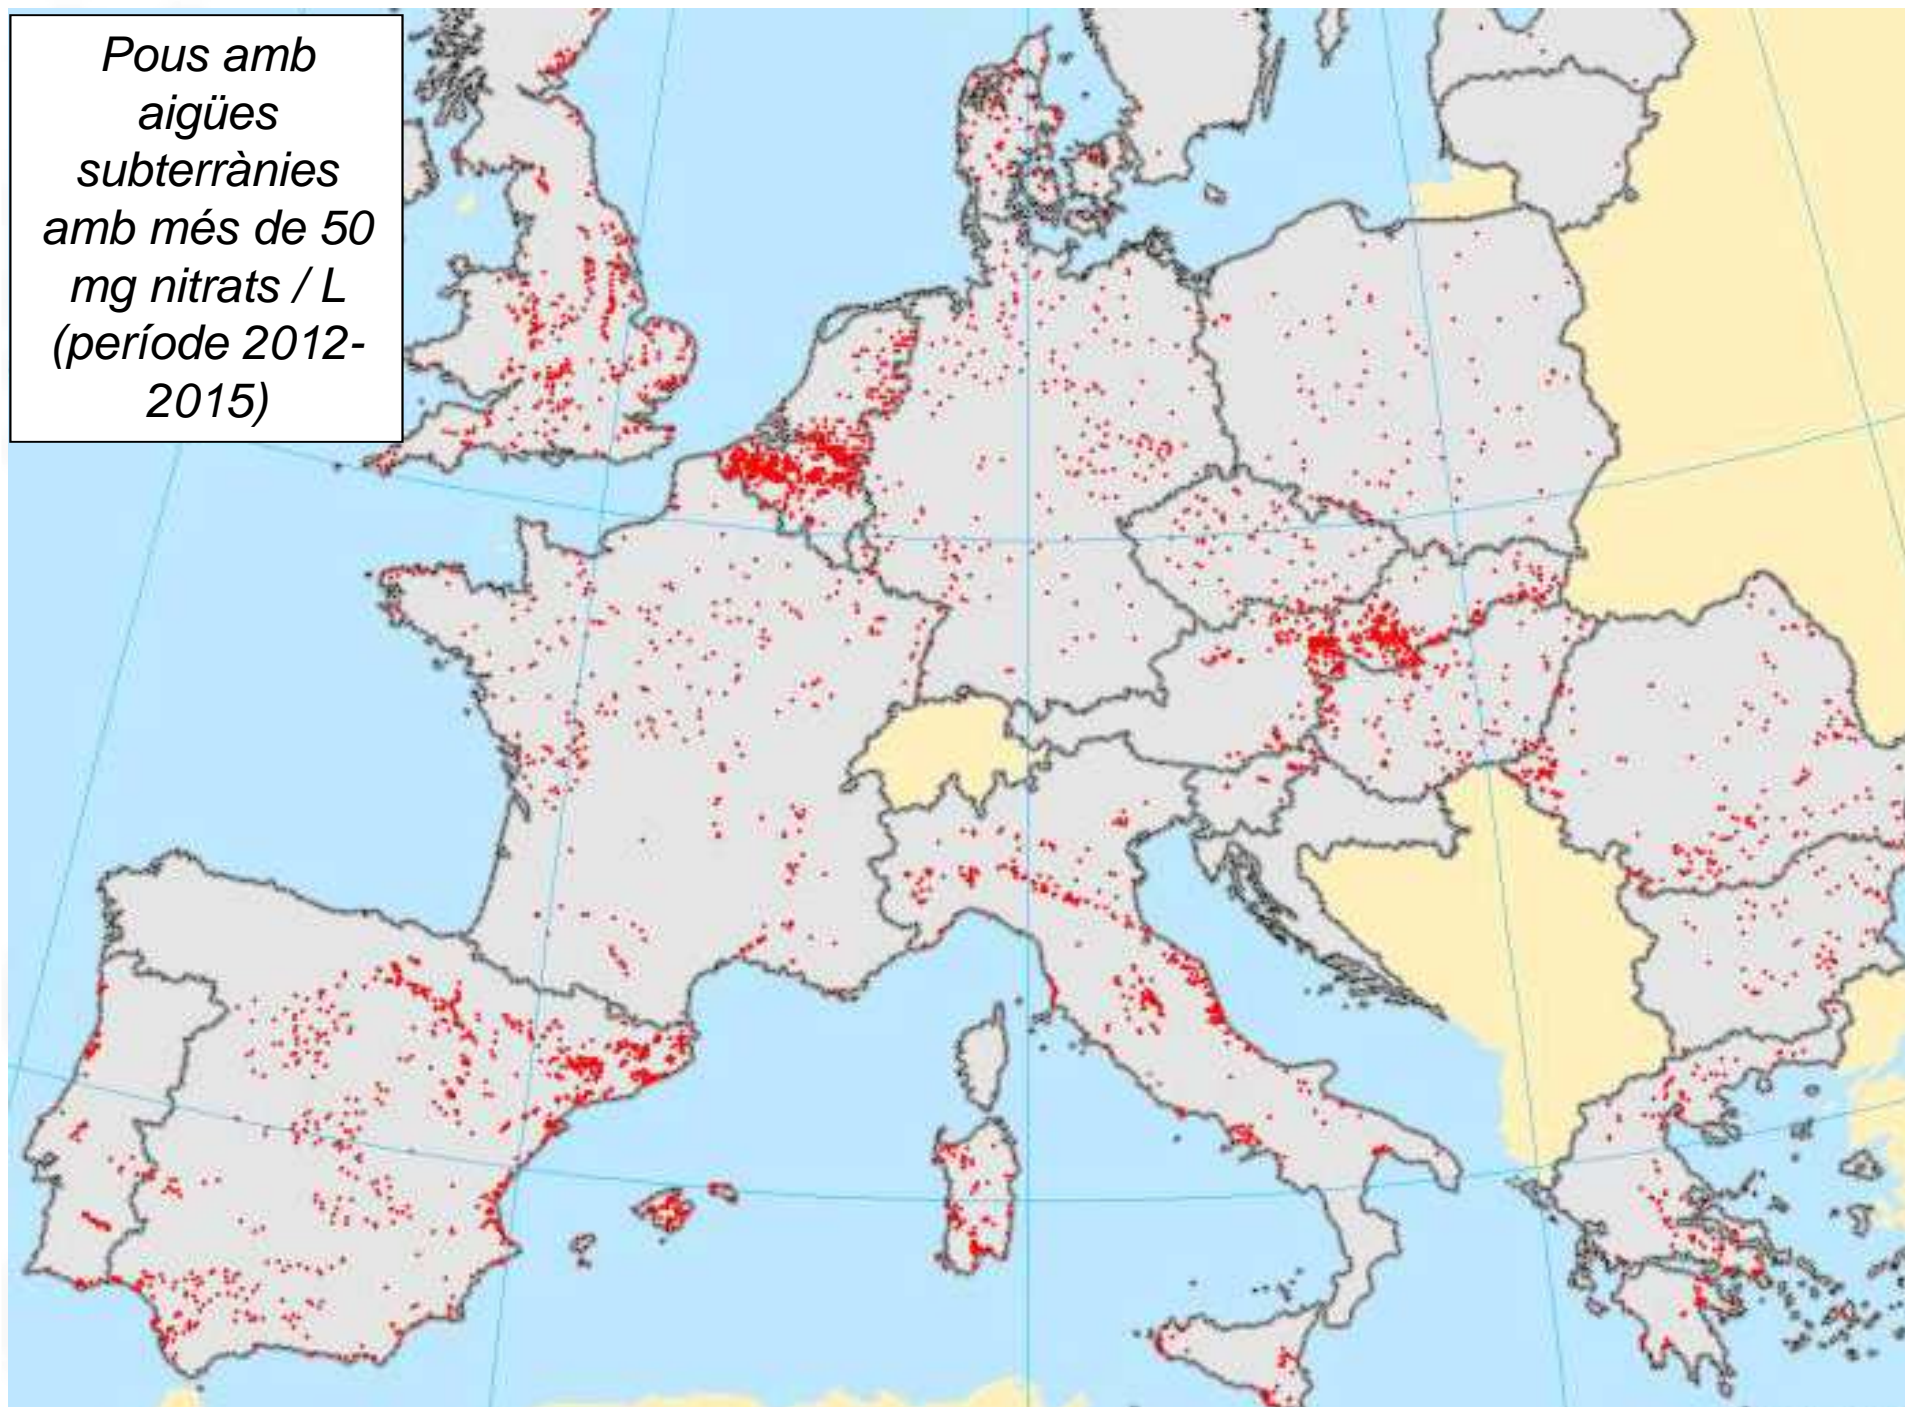 Pous amb
aigües
subterrànies
amb més de 50
mg nitrats / L
(període 2012-
2015)